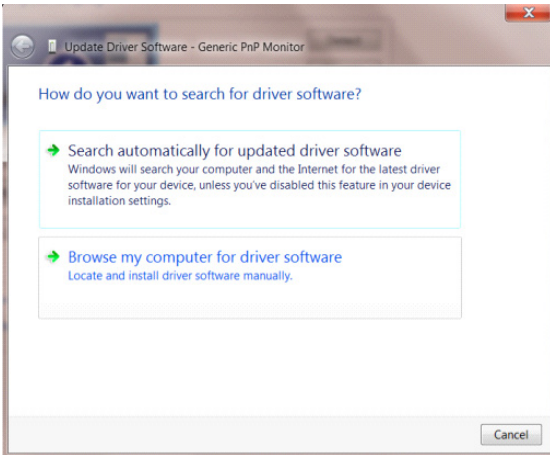 Update Driver Software - Generic PnP Monitor
How do you want to search for driver software?
Search automatically for updated driver software
Windows will search your computer and the Internet for the latest driver
software for your device, unless you've disabled this feature in your device
installation settings.
Browse my computer for driver software
Locate and install driver software manually.
Cancel